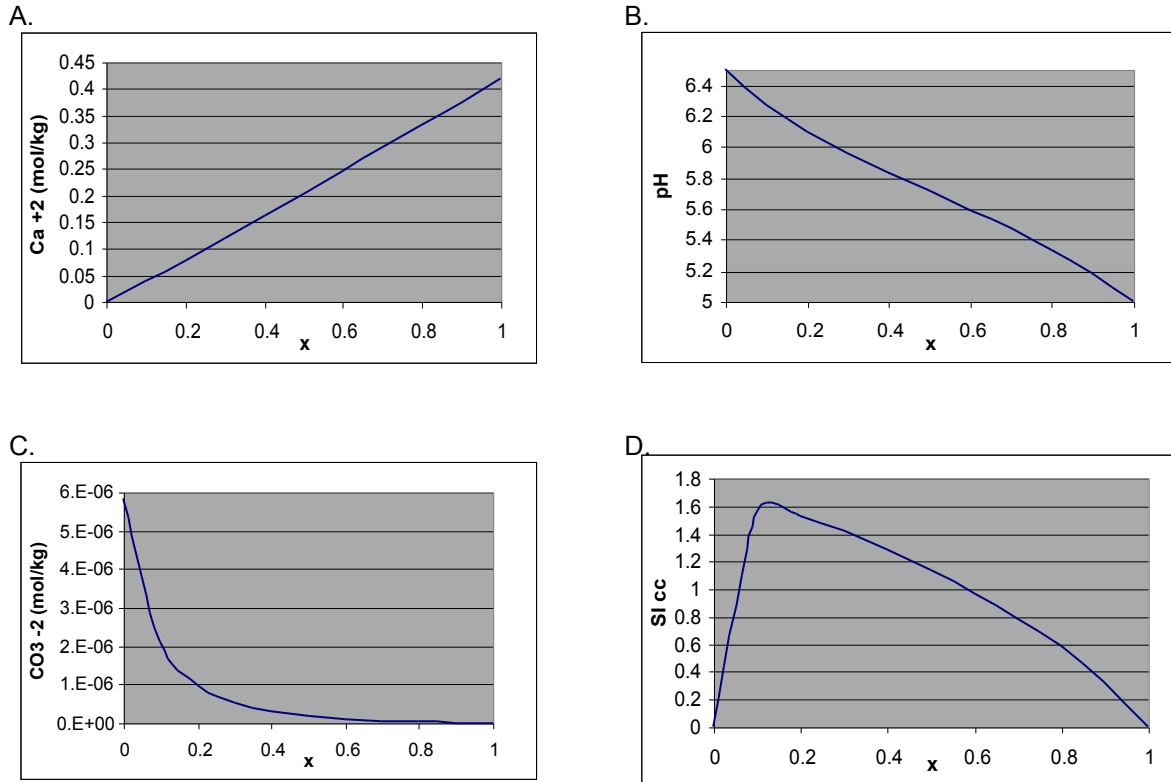 A.
0.45
0.4
0.35
0.3
0.25
0.2
0.15
0.1
0.05
0
Ca +2 (mol/kg)
0 0.2 0.4 0.6 0.8 1
x
B.
6.4
6.2
6
5.8
5.6
5.4
5.2
5
pH
0 0.2 0.4 0.6 0.8 1
x
C.
6.E-06
5.E-06
4.E-06
3.E-06
2.E-06
1.E-06
0.E+00
CO3 -2 (mol/kg)
0 0.2 0.4 0.6 0.8 1
x
D.
1.8
1.6
1.4
1.2
1
0.8
0.6
0.4
0.2
0
SI cc
0 0.2 0.4 0.6 0.8 1
x